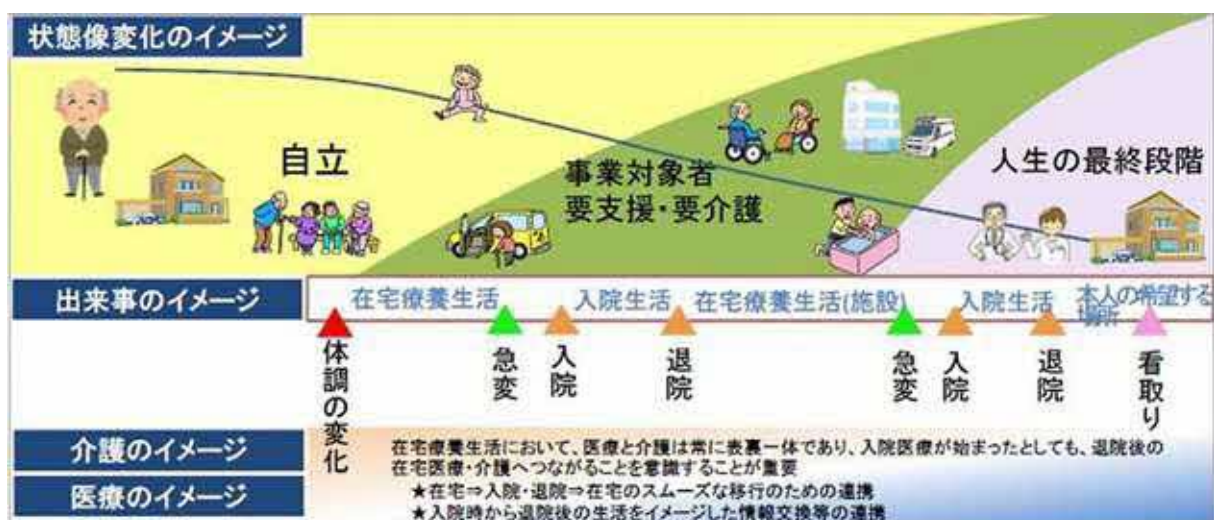 状態像変化のイメージ
自立
事業対象者
要支援・要介護
人生の最終段階
出来事のイメージ
在宅療養生活
入院生活
在宅療養生活(施設)
入院生活
本人の希望する
場所
体調の変化
急変
入院
退院
急変
入院
退院
看取り
介護のイメージ
医療のイメージ
在宅療養生活において、医療と介護は常に表裏一体であり、入院医療が始まったとしても、退院後の
在宅医療・介護へつながることを意識することが重要
★在宅⇒入院・退院⇒在宅のスムーズな移行のための連携
★入院時から退院後の生活をイメージした情報交換等の連携